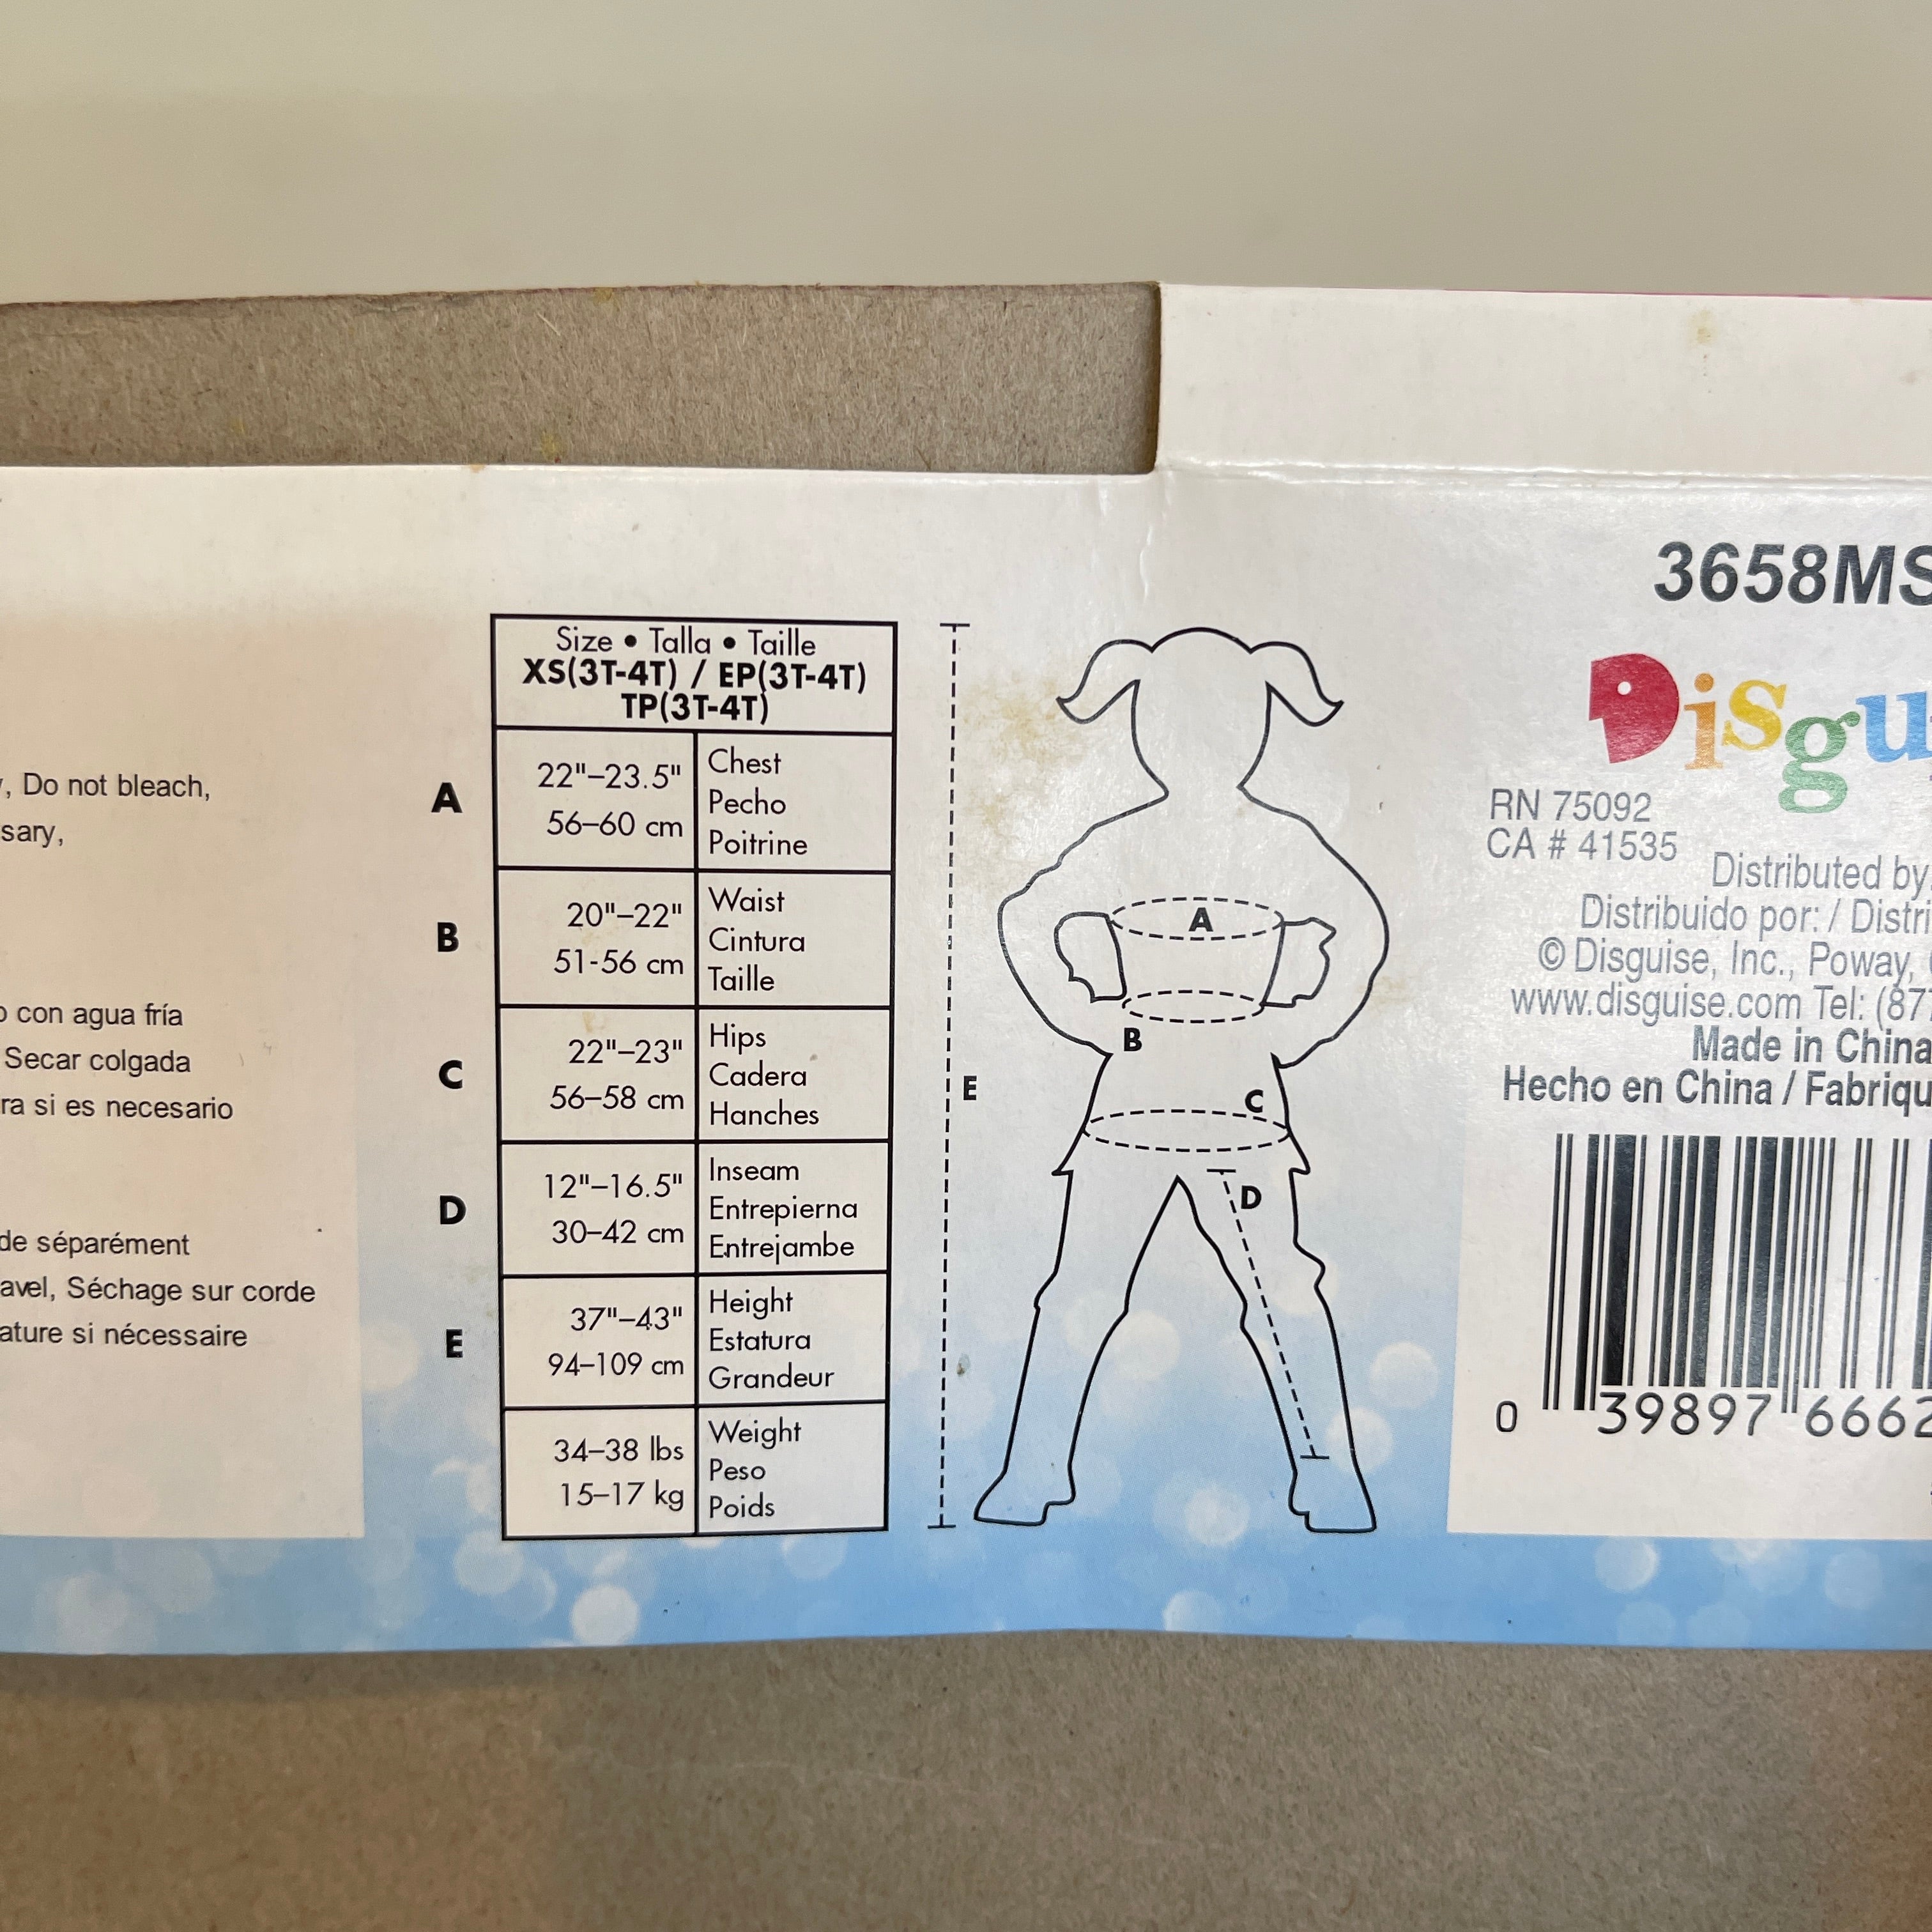 , Do not bleach,
sary,
con agua fría
Secar colgada
ra si es necesario
de séparément
avel, Séchage sur corde
ature si nécessaire
Size • Talla • Taille
XS(3T-4T) / EP(3T-4T)
TP(3T-4T)
A
22"–23.5"
56–60 cm
Chest
Pecho
Poitrine
B
20"–22"
51-56 cm
Waist
Cintura
Taille
C
22"–23"
56–58 cm
Hips
Cadera
Hanches
D
12"–16.5"
30–42 cm
Inseam
Entrepierna
Entrejambe
E
37"–43"
94–109 cm
Height
Estatura
Grandeur
34–38 lbs
15–17 kg
Weight
Peso
Poids
A
B
C
D
E
3658MS
Disgu
RN 75092
CA # 41535
Distributed by
Distribuido por: / Distri
© Disguise, Inc., Poway,
www.disguise.com Tel: (87
Made in China
Hecho en China / Fabriqu
0 39897 6662